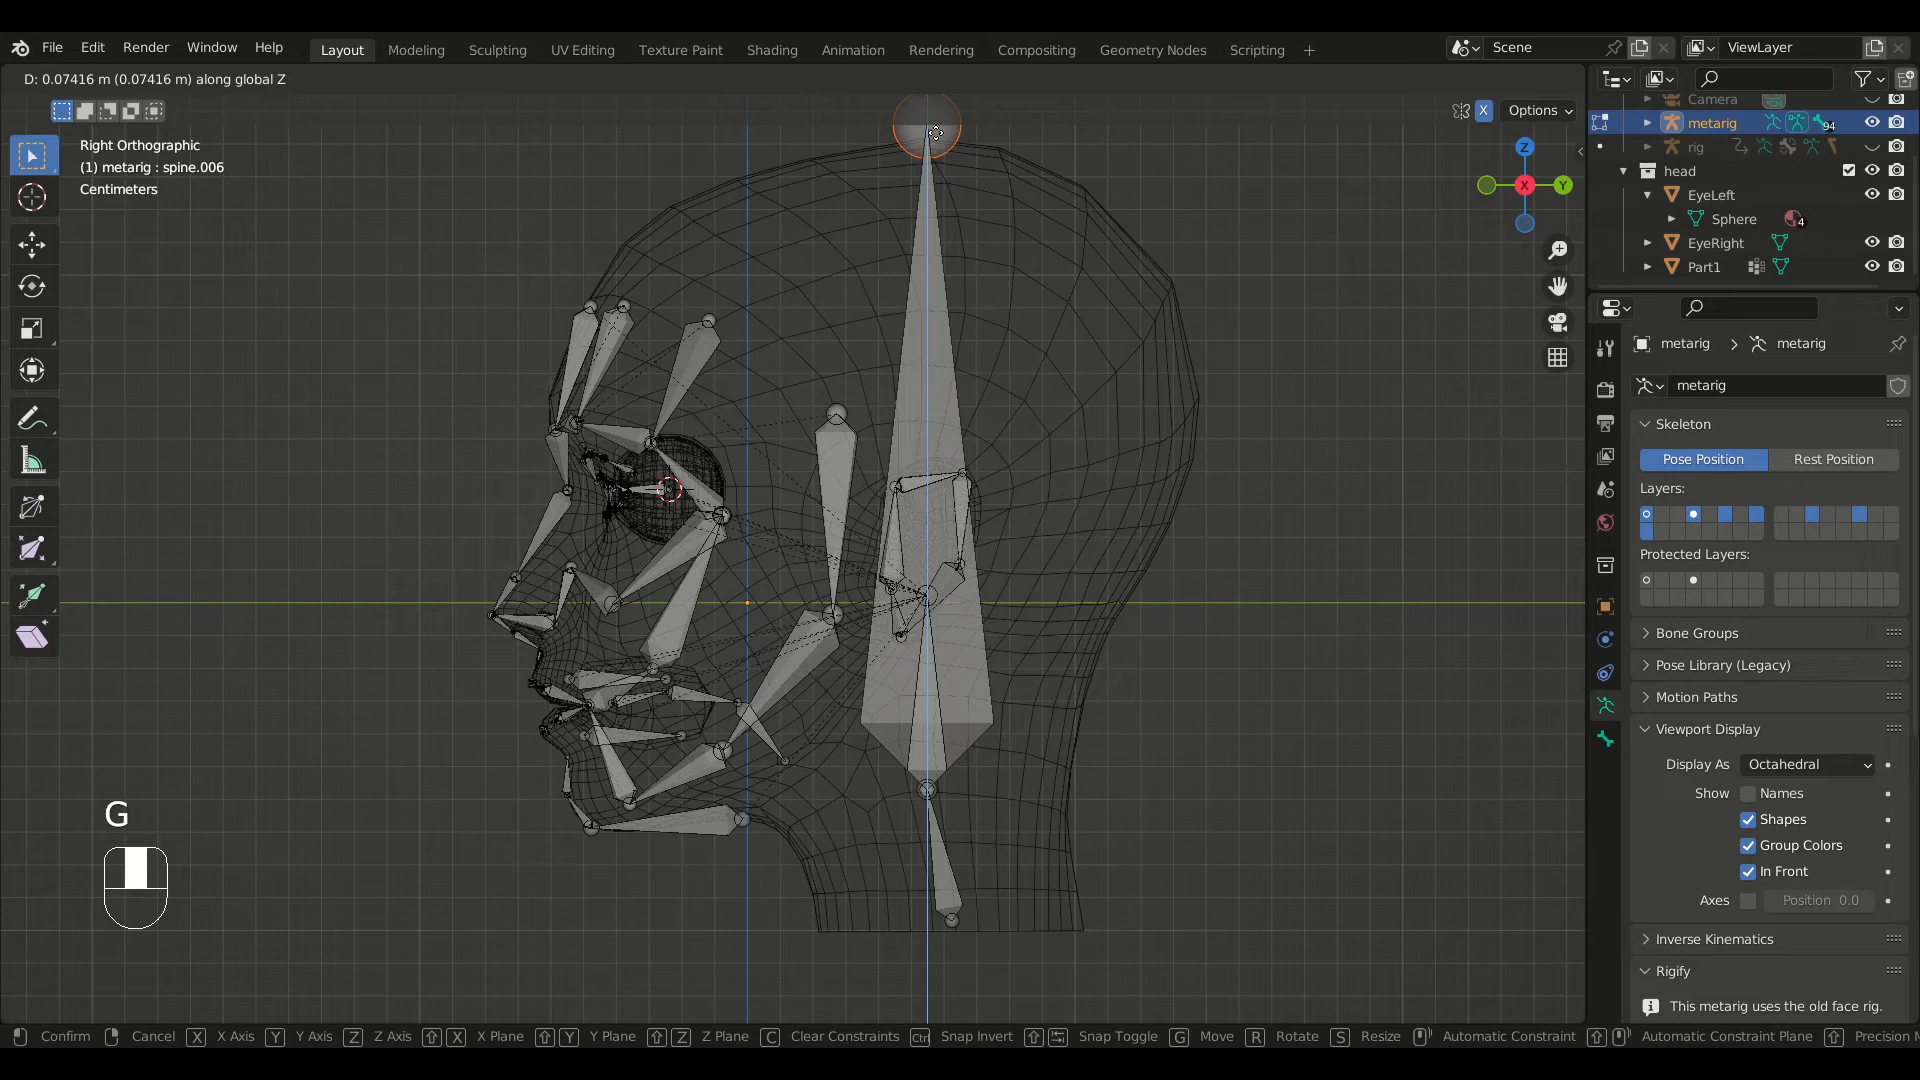 File Edit Render Window Help Layout Modeling Sculpting UV Editing Texture Paint Shading Animation Rendering Compositing Geometry Nodes Scripting + Scene ViewLayer
D: 0.07416 m (0.07416 m) along global Z
X Options
Camera
metarig 94
rig
head
EyeLeft
Sphere 4
EyeRight
Part1
Right Orthographic
(1) metarig : spine.006
Centimeters
Z
X
Y
metarig > metarig
metarig
Skeleton
Pose Position Rest Position
Layers:
Protected Layers:
Bone Groups
Pose Library (Legacy)
Motion Paths
Viewport Display
Display As Octahedral
Show Names
Shapes
Group Colors
In Front
Axes Position 0.0
Inverse Kinematics
Rigify
This metarig uses the old face rig.
G
Confirm Cancel X X Axis Y Y Axis Z Z Axis X X Plane Y Y Plane Z Z Plane C Clear Constraints Ctrl Snap Invert Snap Toggle G Move R Rotate S Resize Automatic Constraint Automatic Constraint Plane Precision M